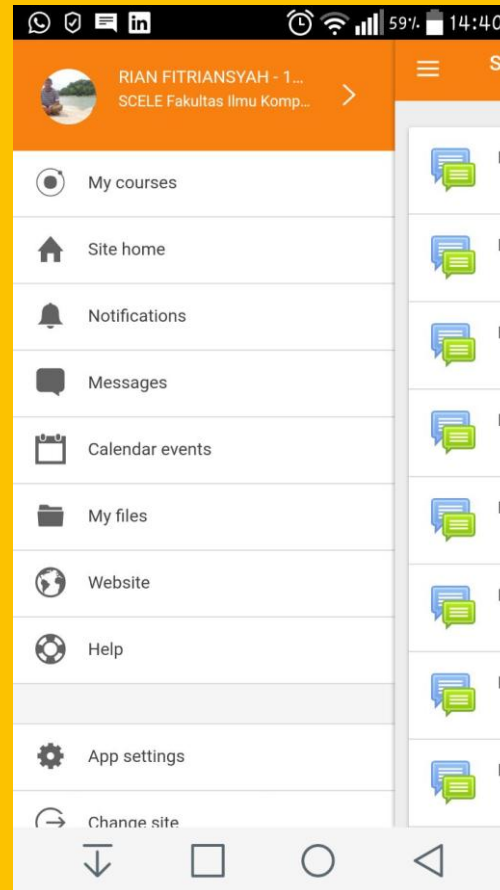 59% 14:40
RIAN FITRIANSYAH - 1...
SCELE Fakultas Ilmu Komp...
S
My courses
Site home
Notifications
Messages
Calendar events
My files
Website
Help
App settings
Change site